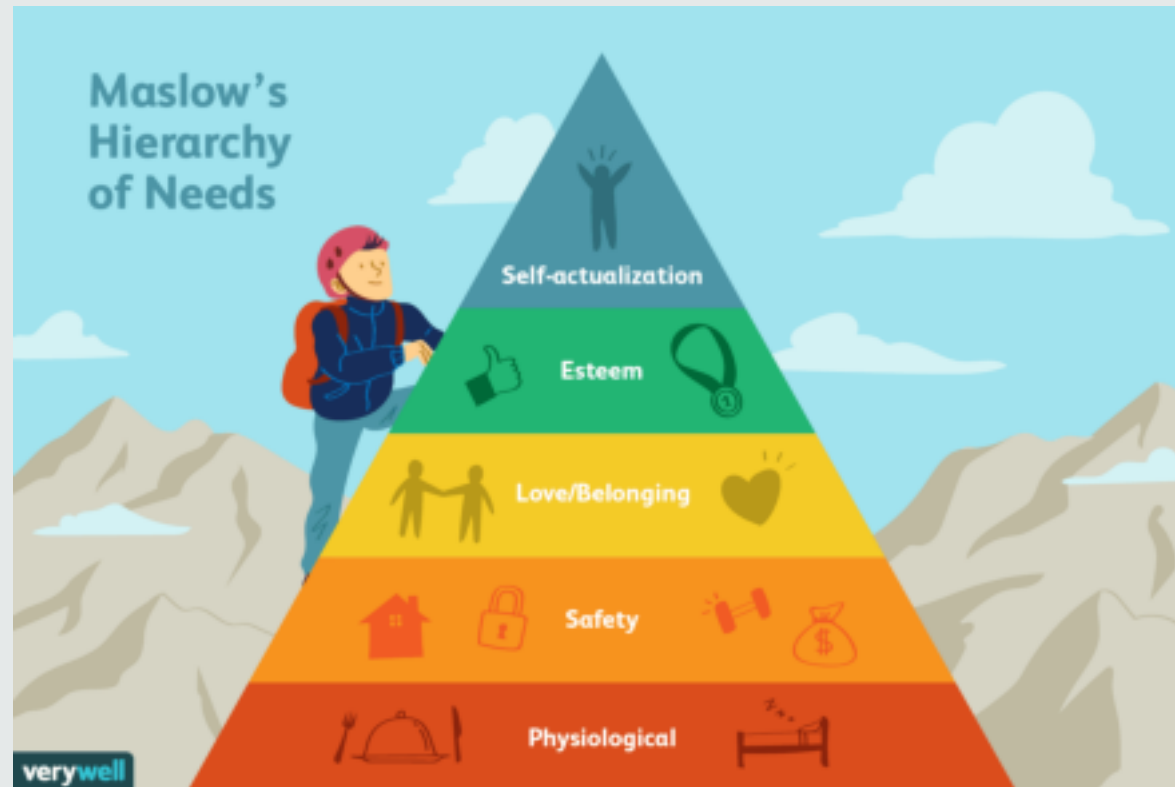 Maslow's
Hierarchy
of Needs
Self-actualization
Esteem
Love/Belonging
Safety
$
Physiological
verywell